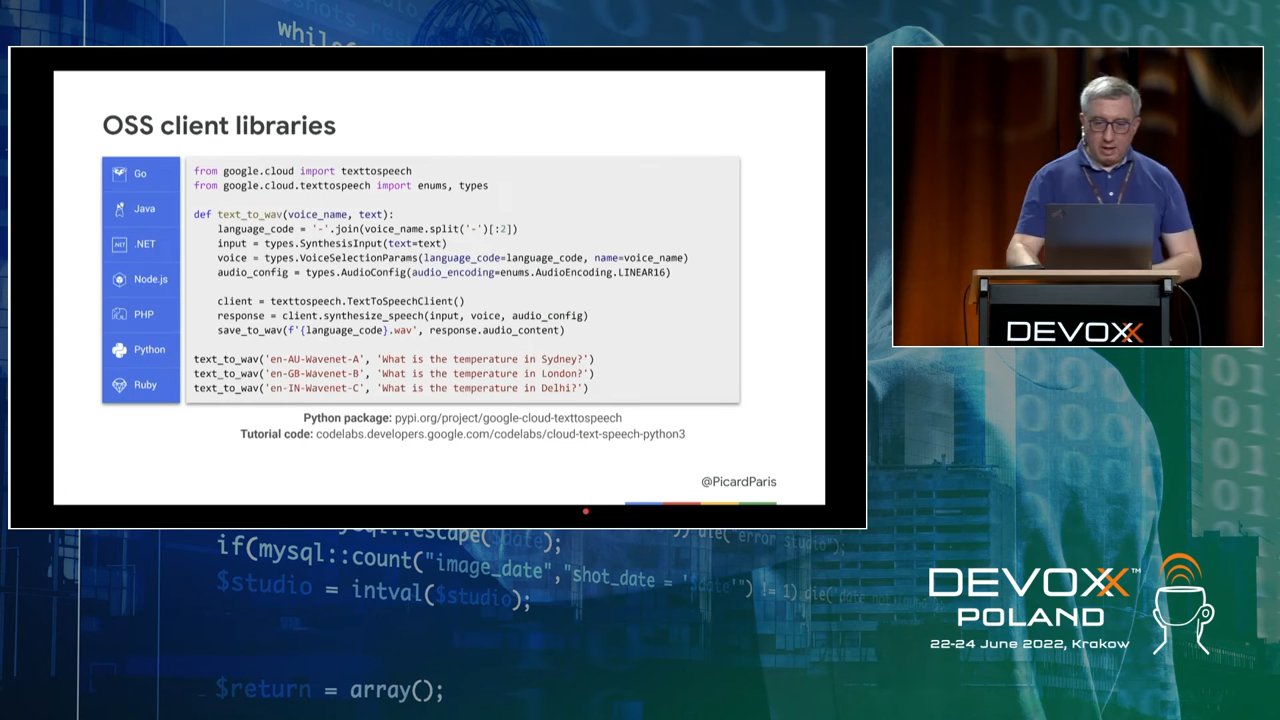 while
OSS client libraries
Go
Java
.NET
Node.js
PHP
Python
Ruby
from google.cloud import texttospeech
from google.cloud.texttospeech import enums, types
def text_to_wav(voice_name, text):
language_code = '-'.join(voice_name.split('-')[:2])
input = types.SynthesisInput(text=text)
voice = types.VoiceSelectionParams(language_code=language_code, name=voice_name)
audio_config = types.AudioConfig(audio_encoding=enums.AudioEncoding.LINEAR16)
client = texttospeech.TextToSpeechClient()
response = client.synthesize_speech(input, voice, audio_config)
save_to_wav(f'{language_code}.wav', response.audio_content)
text_to_wav('en-AU-Wavenet-A', 'What is the temperature in Sydney?')
text_to_wav('en-GB-Wavenet-B', 'What is the temperature in London?')
text_to_wav('en-IN-Wavenet-C', 'What is the temperature in Delhi?')
Python package: pypi.org/project/google-cloud-texttospeech
Tutorial code: codelabs.developers.google.com/codelabs/cloud-text-speech-python3
@PicardParis
DEVOXX
if(mysql::count("image_date","shot_date = '$date'") != 1) die(
$studio = intval($studio);
$return = array();
DEVOXX™
POLAND
22-24 June 2022, Krakow